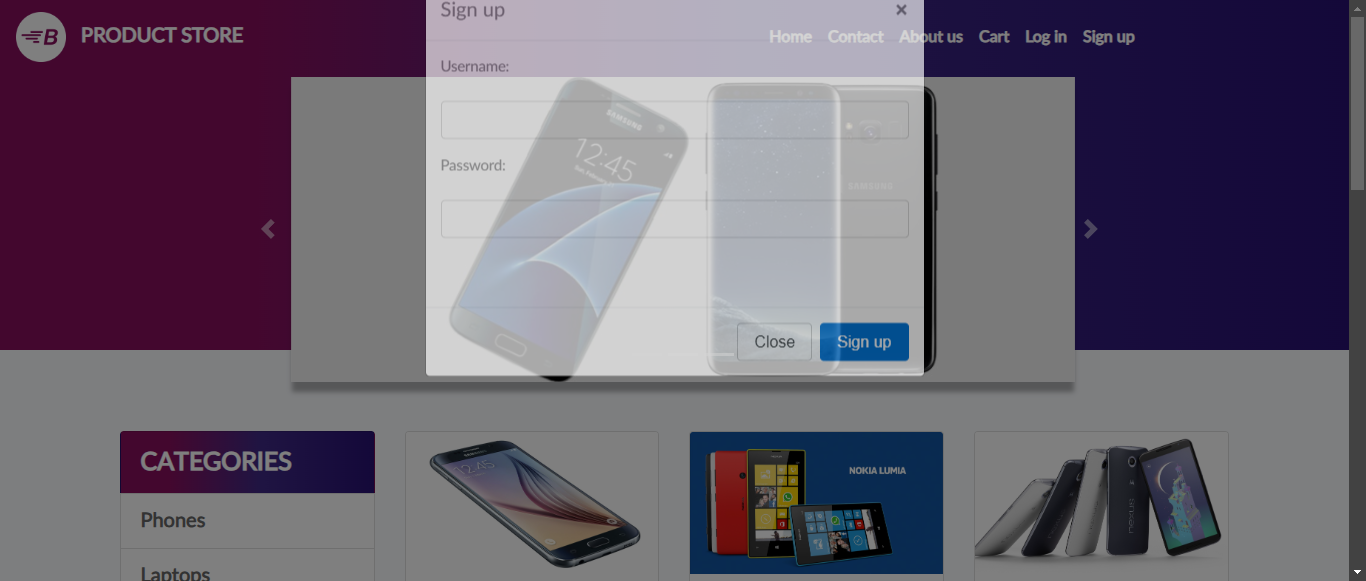 Sign up
×
B PRODUCT STORE
Home Contact About us Cart Log in Sign up
Username:
SAMSUNG
12:45
Password:
SAMSUNG
Close Sign up
CATEGORIES
Phones
Laptops
12:45
NOKIA LUMIA
nexus